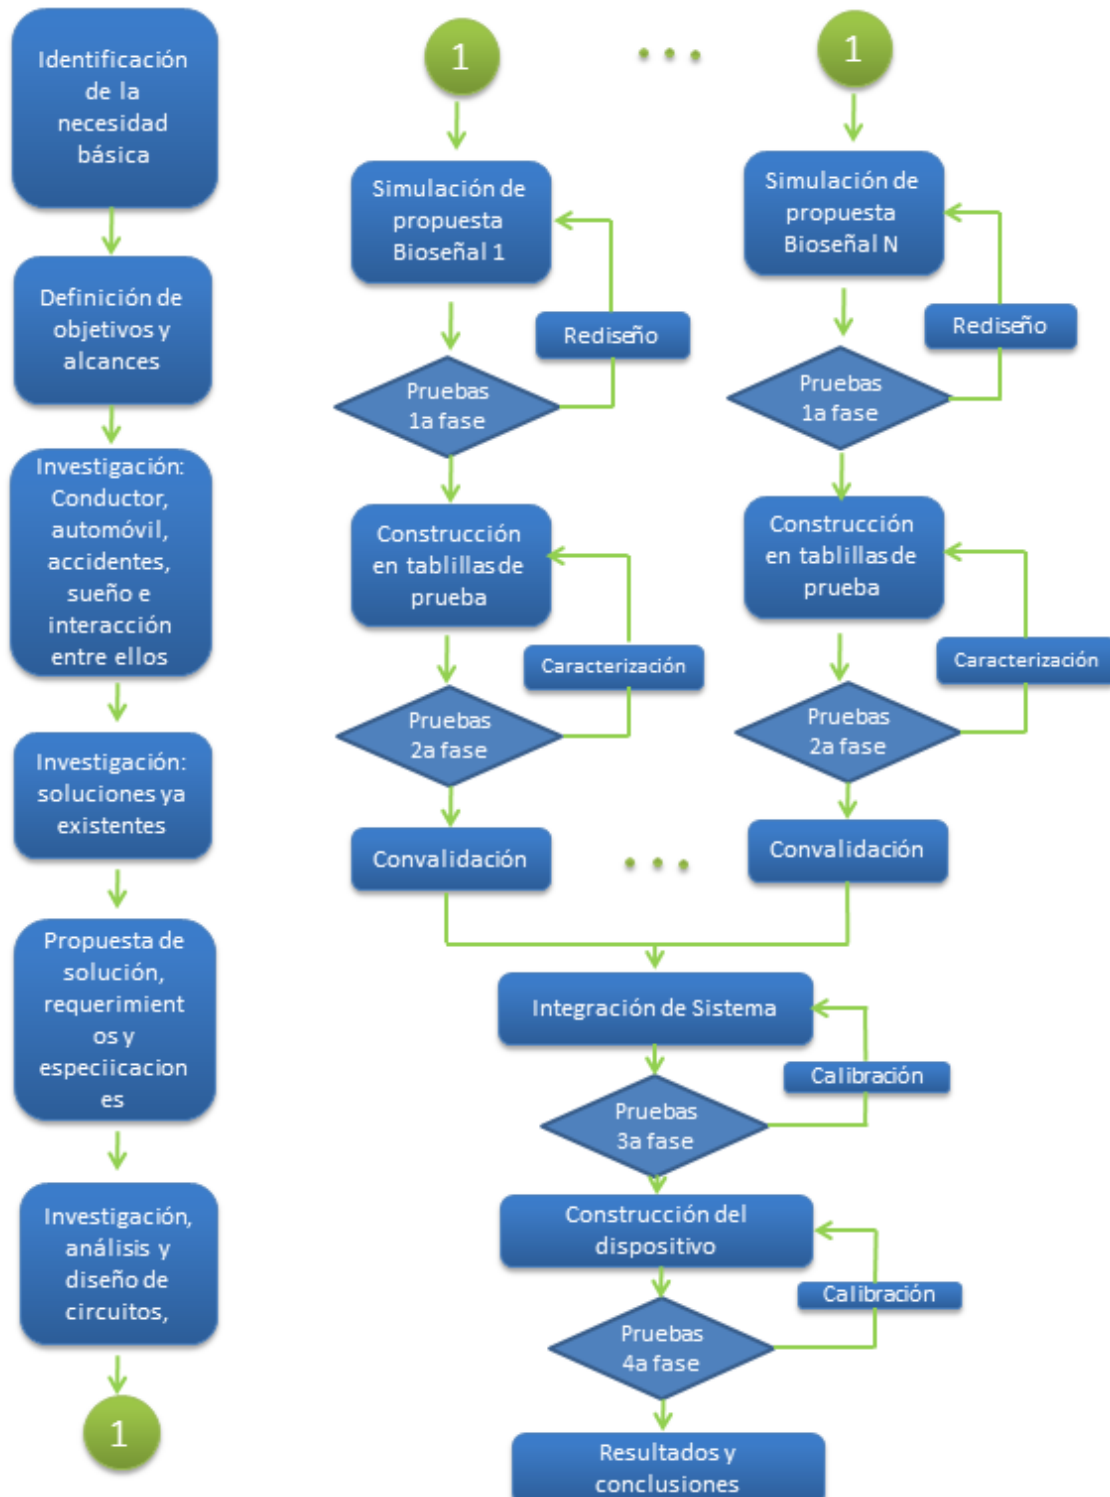 Identificación
de la
necesidad
básica
Definición de
objetivos y
alcances
Investigación:
Conductor,
automóvil,
accidentes,
sueño e
interacción
entre ellos
Investigación:
soluciones ya
existentes
Propuesta de
solución,
requerimient
os y
especiicacion
es
Investigación,
análisis y
diseño de
circuitos,
1
1
Simulación de
propuesta
Bioseñal 1
Rediseño
Pruebas
1a fase
Construcción
en tablillas de
prueba
Caracterización
Pruebas
2a fase
Convalidación
...
1
Simulación de
propuesta
Bioseñal N
Rediseño
Pruebas
1a fase
Construcción
en tablillas de
prueba
Caracterización
Pruebas
2a fase
...
Convalidación
Integración de Sistema
Calibración
Pruebas
3a fase
Construcción del
dispositivo
Calibración
Pruebas
4a fase
Resultados y
conclusiones